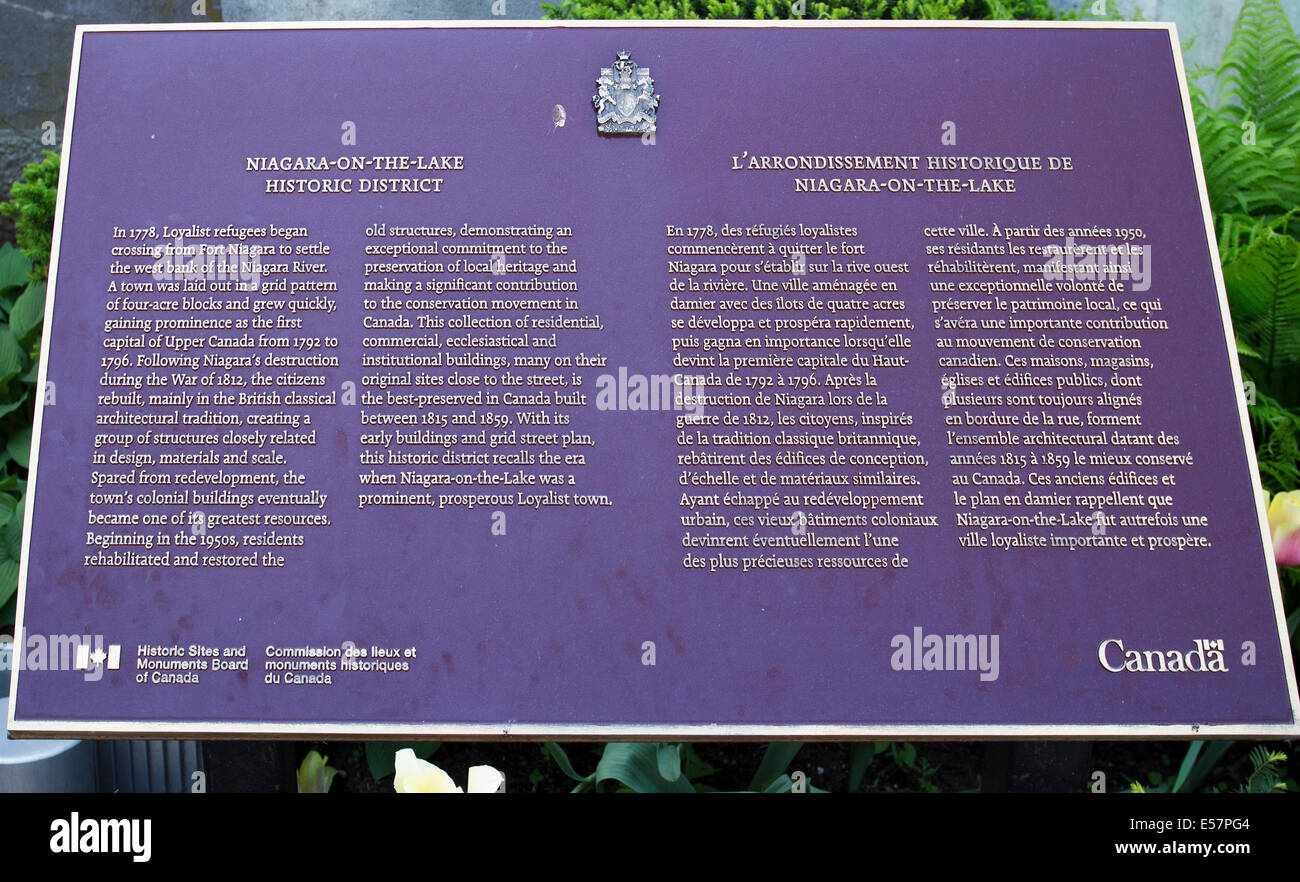 NIAGARA-ON-THE-LAKE
HISTORIC DISTRICT
In 1778, Loyalist refugees began
crossing from Fort Niagara to settle
the west bank of the Niagara River.
A town was laid out in a grid pattern
of four-acre blocks and grew quickly,
gaining prominence as the first
capital of Upper Canada from 1792 to
1796. Following Niagara's destruction
during the War of 1812, the citizens
rebuilt, mainly in the British classical
architectural tradition, creating a
group of structures closely related
in design, materials and scale.
Spared from redevelopment, the
town's colonial buildings eventually
became one of its greatest resources.
Beginning in the 1950s, residents
rehabilitated and restored the
old structures, demonstrating an
exceptional commitment to the
preservation of local heritage and
making a significant contribution
to the conservation movement in
Canada. This collection of residential,
commercial, ecclesiastical and
institutional buildings, many on their
original sites close to the street, is
the best-preserved in Canada built
between 1815 and 1859. With its
early buildings and grid street plan,
this historic district recalls the era
when Niagara-on-the-Lake was a
prominent, prosperous Loyalist town.
L'ARRONDISSEMENT HISTORIQUE DE
NIAGARA-ON-THE-LAKE
En 1778, des réfugiés loyalistes
commencèrent à quitter le fort
Niagara pour s'établir sur la rive ouest
de la rivière. Une ville aménagée en
damier avec des îlots de quatre acres
se développa et prospéra rapidement,
puis gagna en importance lorsqu'elle
devint la première capitale du Haut-
Canada de 1792 à 1796. Après la
destruction de Niagara lors de la
guerre de 1812, les citoyens, inspirés
de la tradition classique britannique,
rebâtirent des édifices de conception,
d'échelle et de matériaux similaires.
Ayant échappé au redéveloppement
urbain, ces vieux bâtiments coloniaux
devinrent éventuellement l'une
des plus précieuses ressources de
cette ville. À partir des années 1950,
ses résidants les restaurèrent et les
réhabilitèrent, manifestant ainsi
une exceptionnelle volonté de
préserver le patrimoine local, ce qui
s'avéra une importante contribution
au mouvement de conservation
canadien. Ces maisons, magasins,
églises et édifices publics, dont
plusieurs sont toujours alignés
en bordure de la rue, forment
l'ensemble architectural datant des
années 1815 à 1859 le mieux conservé
au Canada. Ces anciens édifices et
le plan en damier rappellent que
Niagara-on-the-Lake fut autrefois une
ville loyaliste importante et prospère.
Historic Sites and
Monuments Board
of Canada
Commission des lieux et
monuments historiques
du Canada
Canada
alamy
alamy stock photo
E57PG4
www.alamy.com